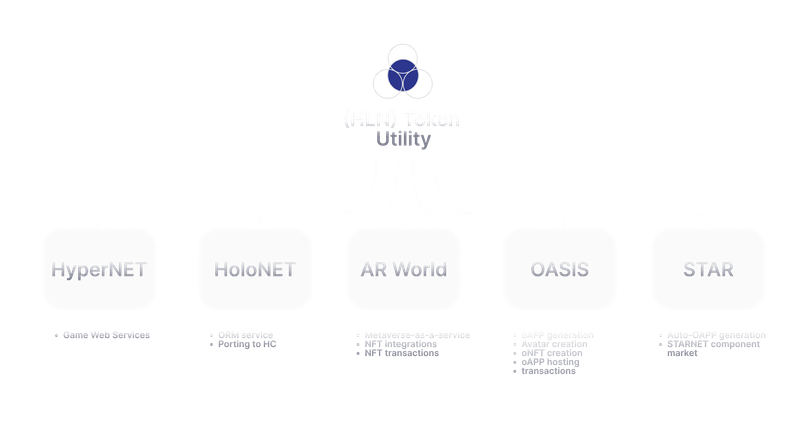 (HLN) Token
Utility
HyperNET
HoloNET
AR World
OASIS
STAR
• Game Web Services
• ORM service
• Porting to HC
• Metaverse-as-a-service
• NFT integrations
• NFT transactions
• oAPP generation
• Avatar creation
• oNFT creation
• oAPP hosting
• transactions
• Auto-OAPP generation
• STARNET component
market